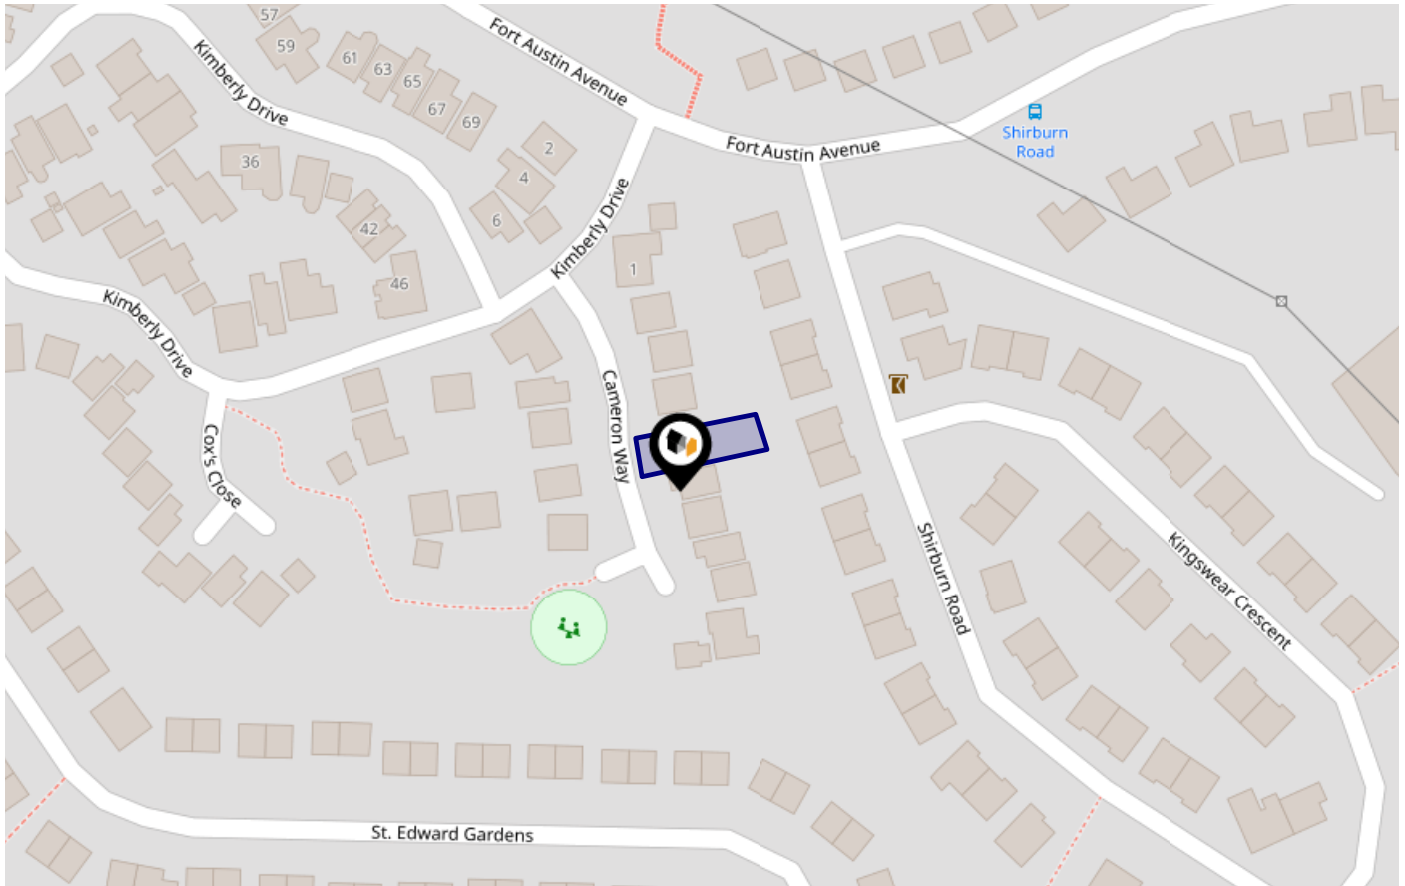 57
59
61
63
65
67
69
Fort Austin Avenue
Kimberly Drive
Fort Austin Avenue
Shirburn
Road
2
4
6
36
42
46
Kimberly Drive
1
Kimberly Drive
Cameron Way
Cox's Close
Shirburn Road
Kingswear Crescent
St. Edward Gardens